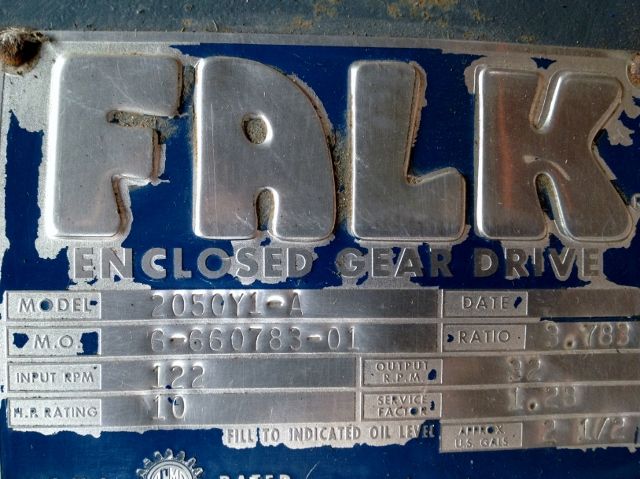 FALK
ENCLOSED GEAR DRIVE
MODEL 2050Y1-A DATE
M.O. 6-660783-01 RATIO 3.783
INPUT RPM 122 OUTPUT R.P.M. 32
H.P. RATING 10 SERVICE FACTOR 1.28
FILL TO INDICATED OIL LEVEL APPROX U.S. GALS 2 1/2
RATED